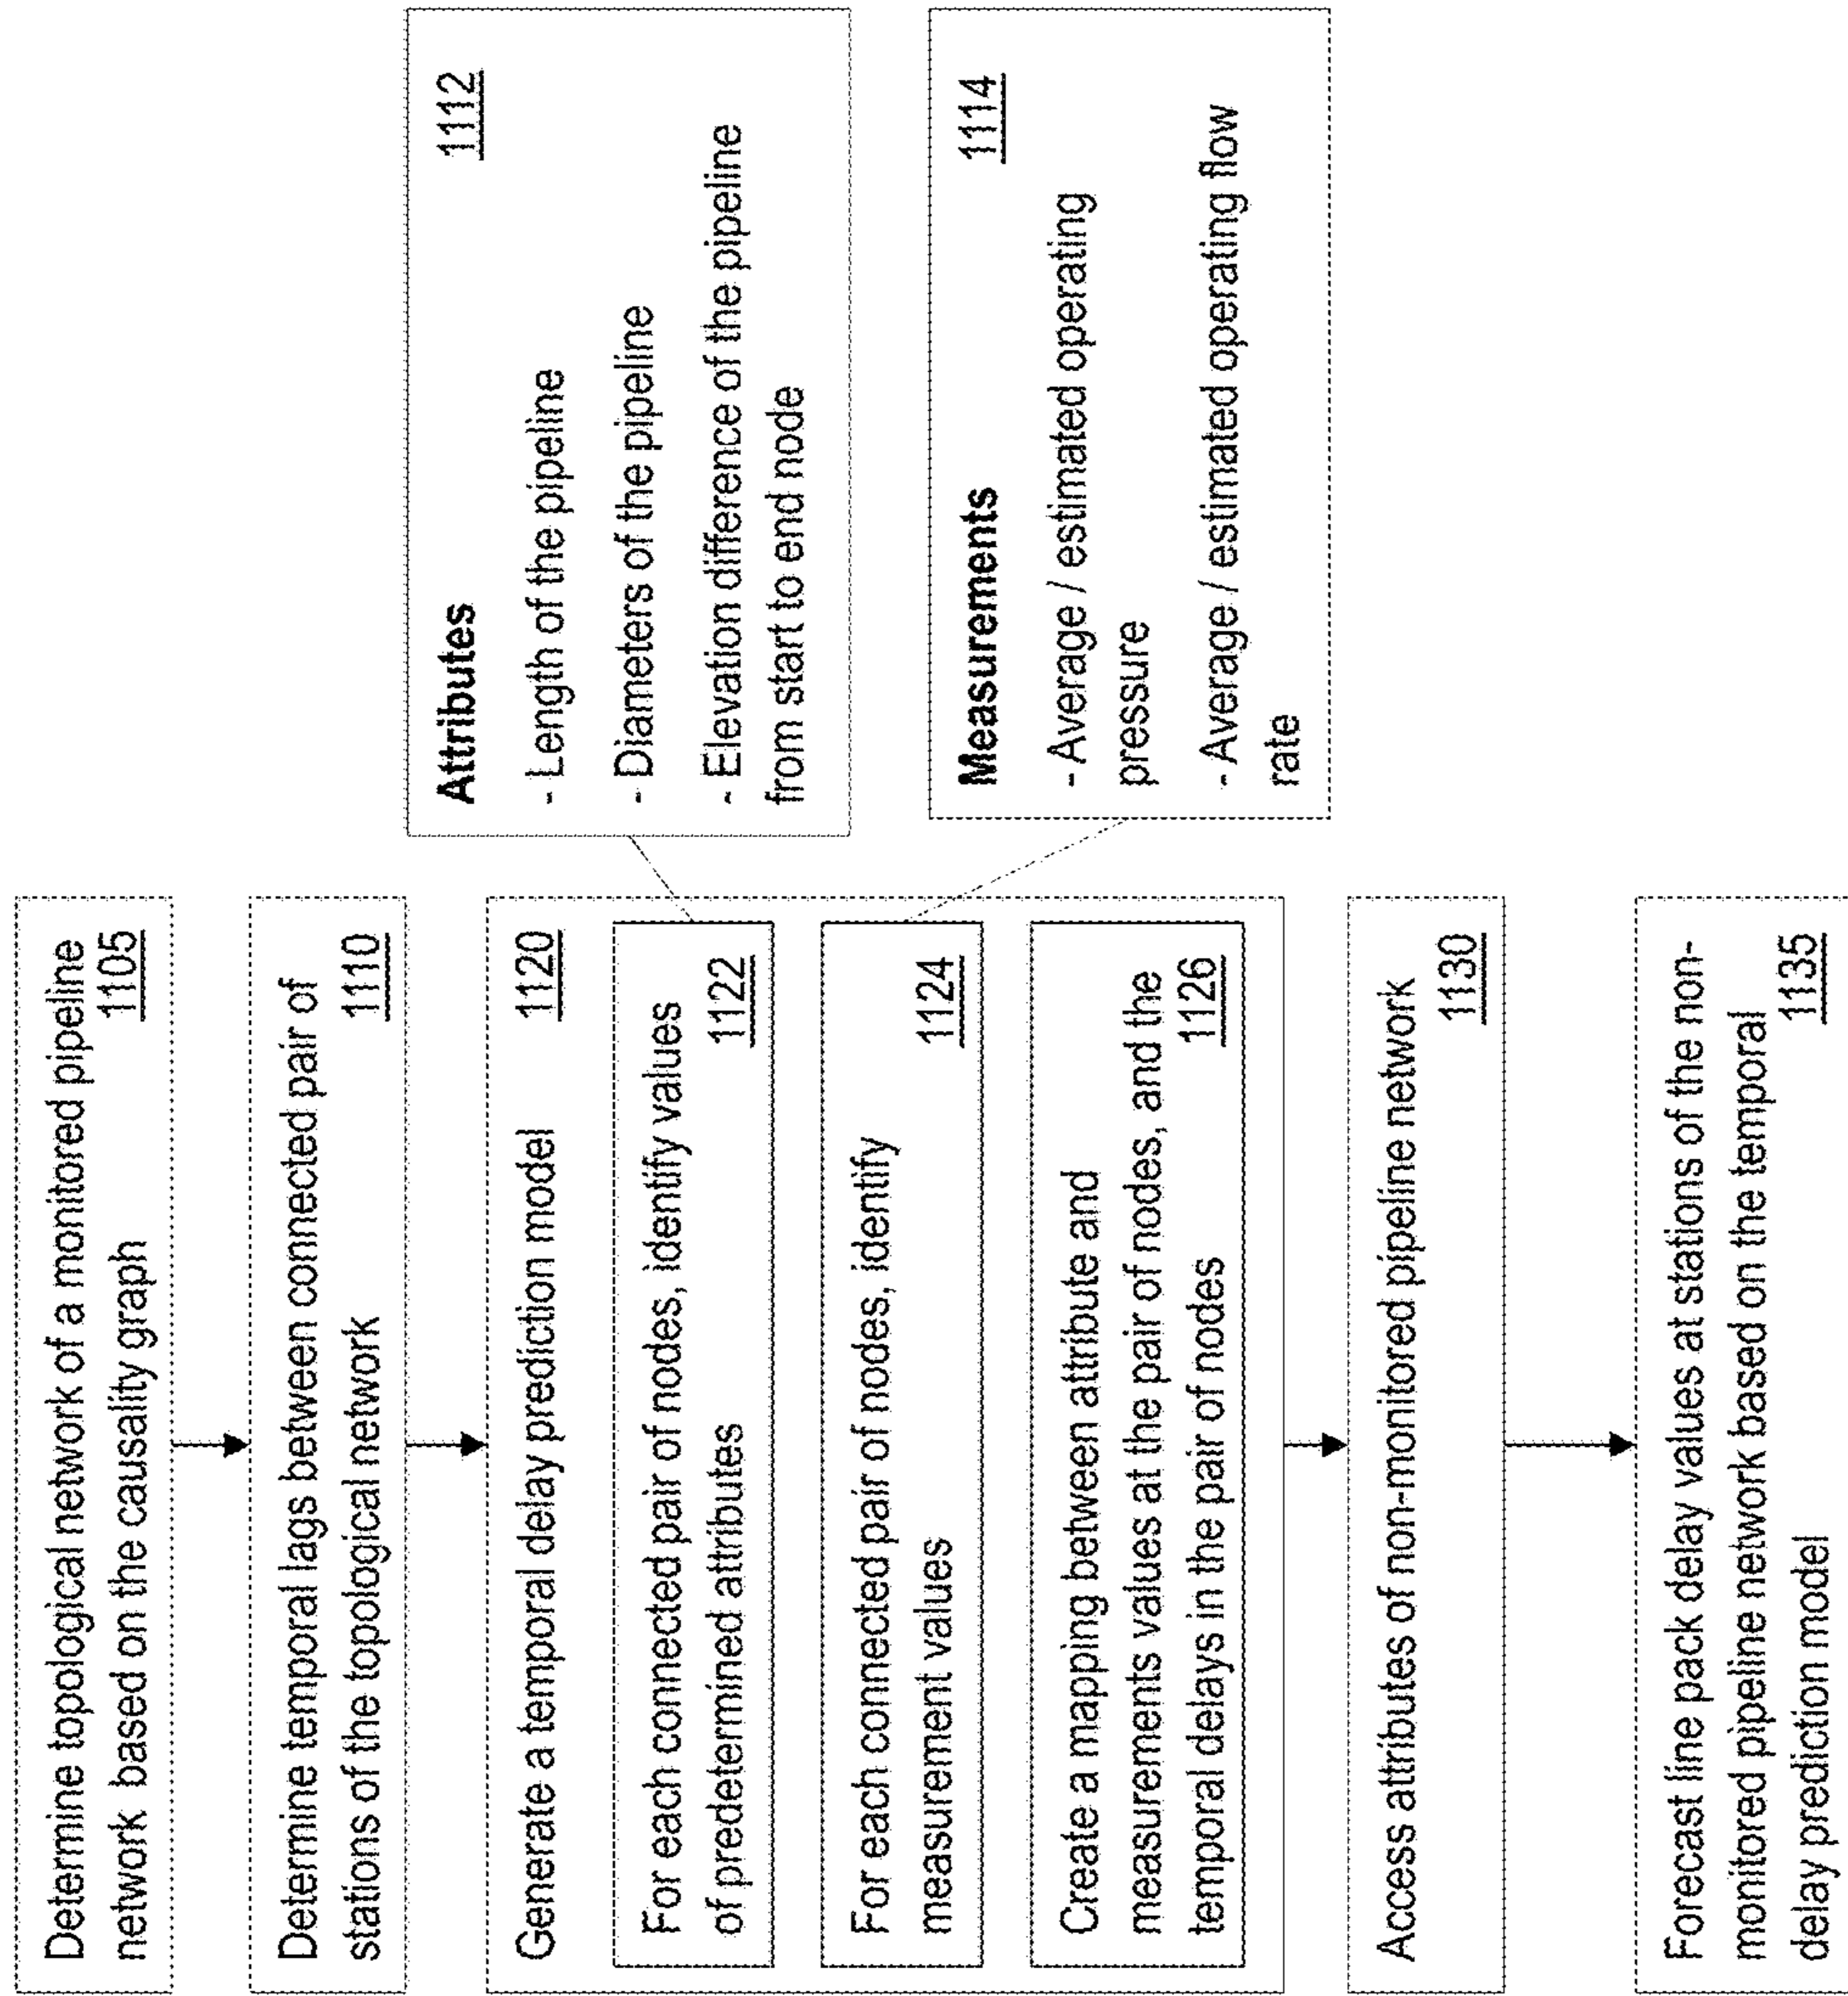 Determine topological network of a monitored pipeline
network based on the causality graph
1105
Determine temporal lags between connected pair of
stations of the topological network
1110
Generate a temporal delay prediction model
1120
For each connected pair of nodes, identify values
of predetermined attributes
1122
For each connected pair of nodes, identify
measurement values
1124
Create a mapping between attribute and
measurements values at the pair of nodes, and the
temporal delays in the pair of nodes
1126
Access attributes of non-monitored pipeline network
1130
Forecast line pack delay values at stations of the non-
monitored pipeline network based on the temporal
delay prediction model
1135
Attributes
1112
- Length of the pipeline
- Diameters of the pipeline
- Elevation difference of the pipeline
from start to end node
Measurements
1114
- Average / estimated operating
pressure
- Average / estimated operating flow
rate